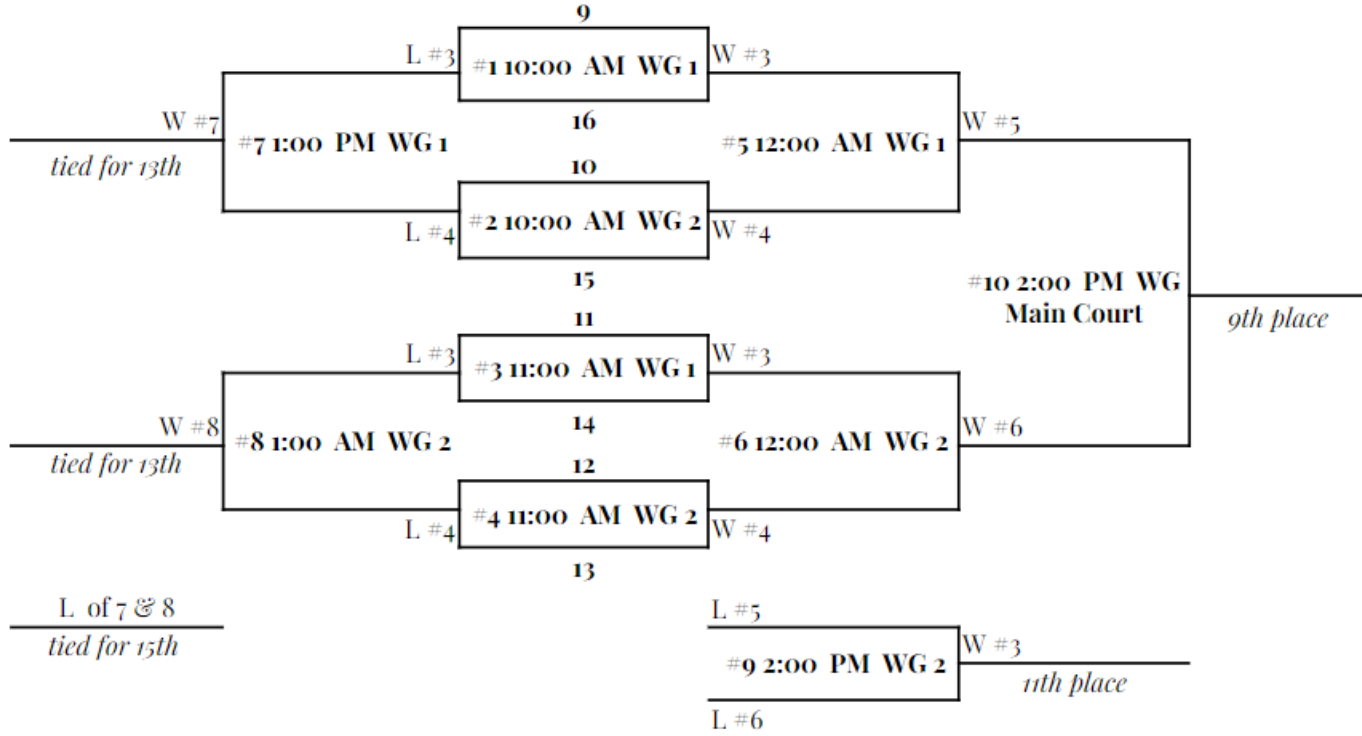 9
L #3
#1 10:00 AM WG 1
W #3
16
W #7
#7 1:00 PM WG 1
#5 12:00 AM WG 1
W #5
tied for 13th
10
L #4
#2 10:00 AM WG 2
W #4
15
#10 2:00 PM WG
Main Court
9th place
11
L #3
#3 11:00 AM WG 1
W #3
14
W #8
#8 1:00 AM WG 2
#6 12:00 AM WG 2
W #6
tied for 13th
12
L #4
#4 11:00 AM WG 2
W #4
13
L of 7 & 8
tied for 15th
L #5
#9 2:00 PM WG 2
W #3
11th place
L #6